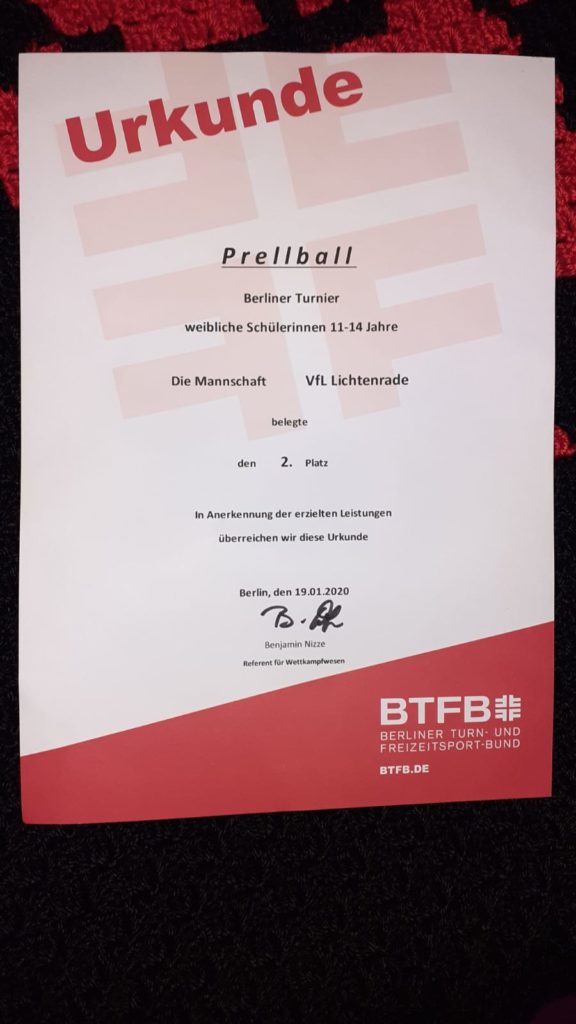 Urkunde
Prellball
Berliner Turnier
weibliche Schülerinnen 11-14 Jahre
Die Mannschaft VfL Lichtenrade
belegte
den 2. Platz
In Anerkennung der erzielten Leistungen
überreichen wir diese Urkunde
Berlin, den 19.01.2020
Benjamin Nizze
Referent für Wettkampfwesen
BTFB
BERLINER TURN- UND
FREIZEITSPORT-BUND
BTFB.DE